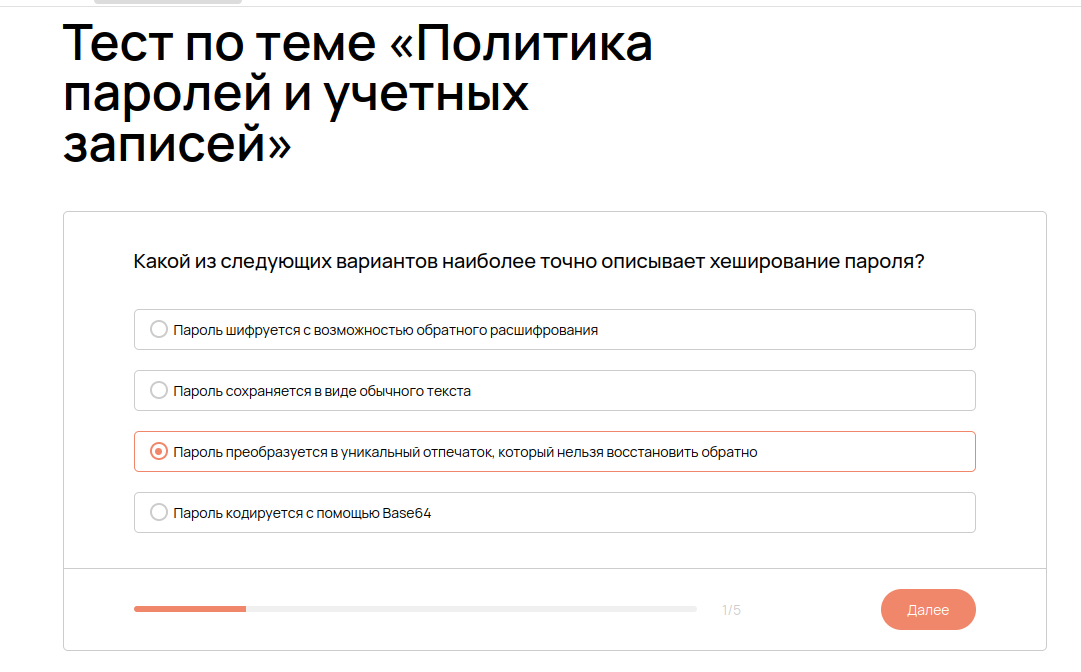 Тест по теме «Политика
паролей и учетных
записей»
Какой из следующих вариантов наиболее точно описывает хеширование пароля?
Пароль шифруется с возможностью обратного расшифрования
Пароль сохраняется в виде обычного текста
Пароль преобразуется в уникальный отпечаток, который нельзя восстановить обратно
Пароль кодируется с помощью Base64
1/5
Далее